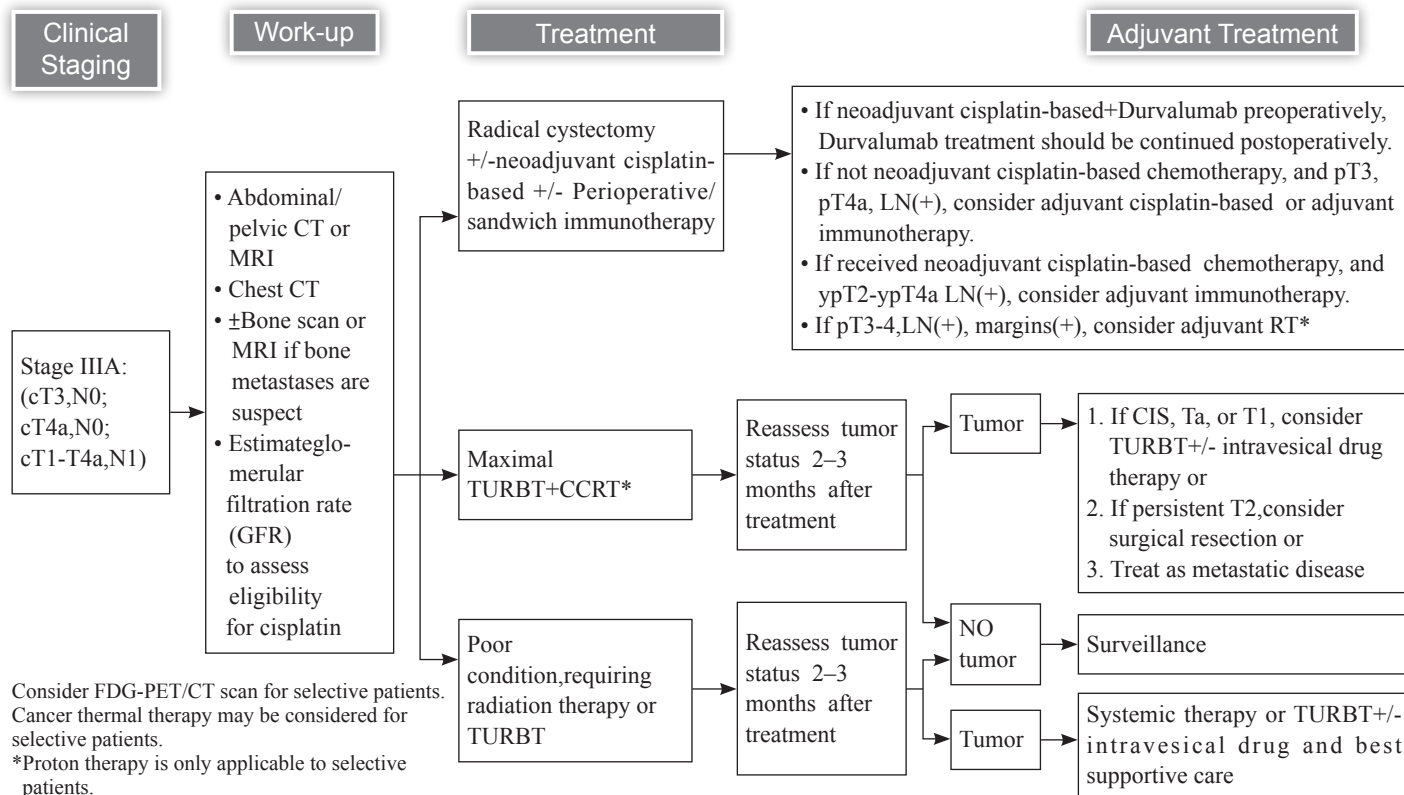 Clinical
Staging
Work-up
Treatment
Adjuvant Treatment
Stage IIIA:
(cT3,N0;
cT4a,N0;
cT1-T4a,N1)
• Abdominal/
pelvic CT or
MRI
• Chest CT
• ±Bone scan or
MRI if bone
metastases are
suspect
• Estimateglo-
merular
filtration rate
(GFR)
to assess
eligibility
for cisplatin
Radical cystectomy
+/-neoadjuvant cisplatin-
based +/- Perioperative/
sandwich immunotherapy
• If neoadjuvant cisplatin-based+Durvalumab preoperatively,
Durvalumab treatment should be continued postoperatively.
• If not neoadjuvant cisplatin-based chemotherapy, and pT3,
pT4a, LN(+), consider adjuvant cisplatin-based or adjuvant
immunotherapy.
• If received neoadjuvant cisplatin-based chemotherapy, and
ypT2-ypT4a LN(+), consider adjuvant immunotherapy.
• If pT3-4,LN(+), margins(+), consider adjuvant RT*
Maximal
TURBT+CCRT*
Reassess tumor
status 2–3
months after
treatment
Tumor
1. If CIS, Ta, or T1, consider
TURBT+/- intravesical drug
therapy or
2. If persistent T2,consider
surgical resection or
3. Treat as metastatic disease
Poor
condition,requiring
radiation therapy or
TURBT
Reassess tumor
status 2–3
months after
treatment
NO
tumor
Surveillance
Tumor
Systemic therapy or TURBT+/-
intravesical drug and best
supportive care
Consider FDG-PET/CT scan for selective patients.
Cancer thermal therapy may be considered for
selective patients.
*Proton therapy is only applicable to selective
patients.